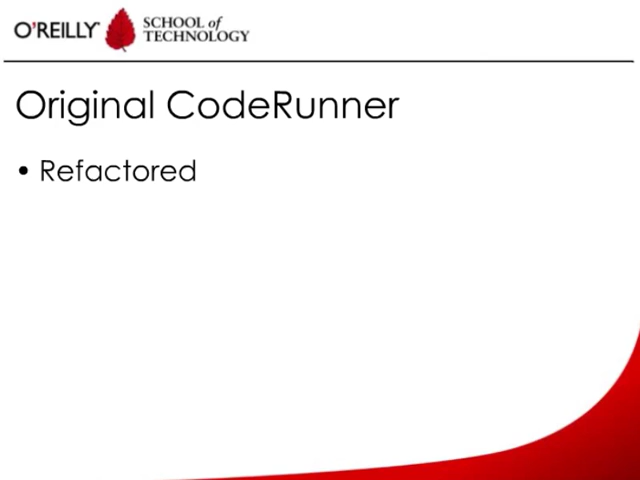 O'REILLY SCHOOL of TECHNOLOGY
Original CodeRunner
• Refactored